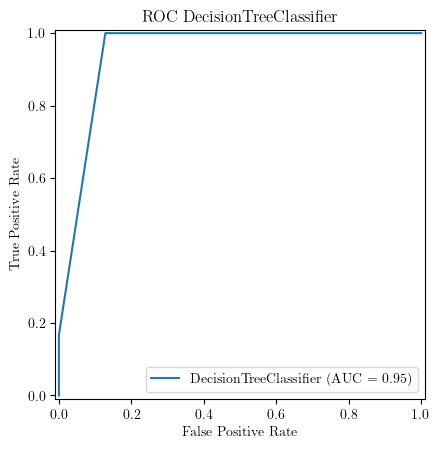 ROC DecisionTreeClassifier
True Positive Rate
1.0
0.8
0.6
0.4
0.2
0.0
DecisionTreeClassifier (AUC = 0.95)
0.0 0.2 0.4 0.6 0.8 1.0
False Positive Rate